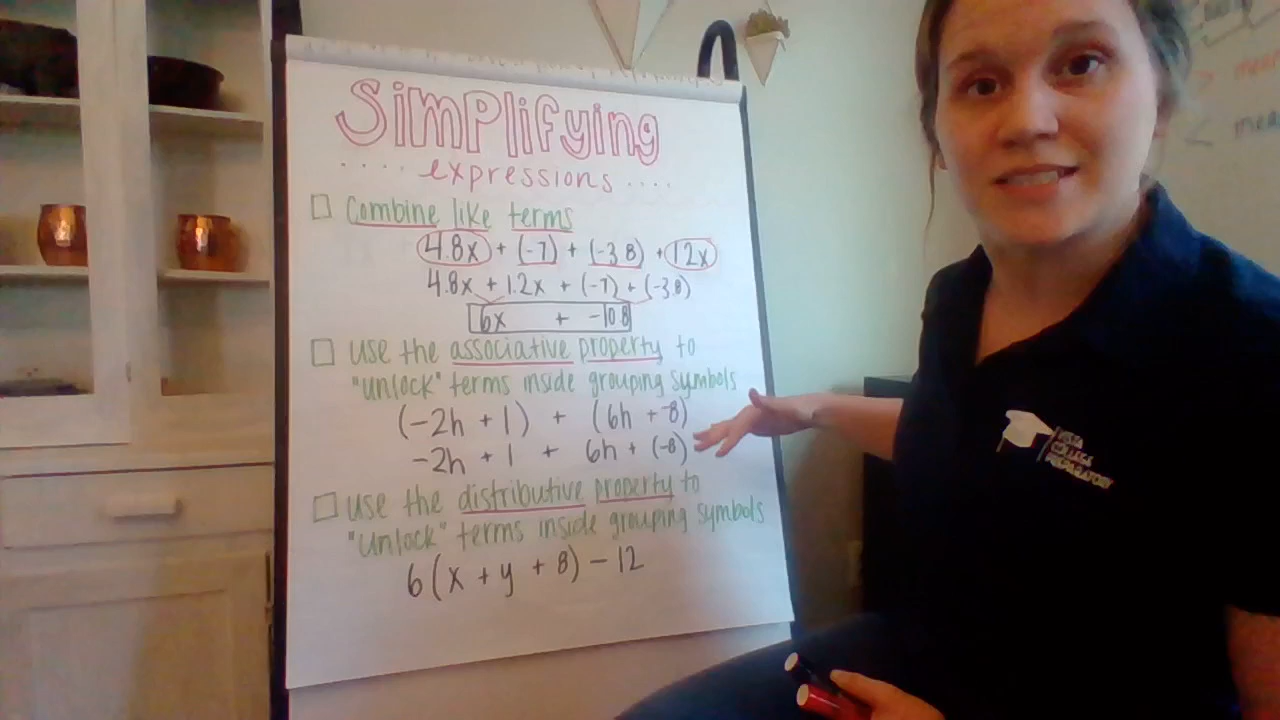 Simplifying
.... expressions ....
□ Combine like terms
4.8x + (-7) + (-3.8) + 1.2x
4.8x + 1.2x + (-7) + (-3.8)
6x + -10.8
□ use the associative property to
"unlock" terms inside grouping symbols
(-2h + 1) + (6h + -8)
-2h + 1 + 6h + (-8)
□ use the distributive property to
"unlock" terms inside grouping symbols
6(x + y + 8) - 12
>
<
COLLEGE
PREPARATORY